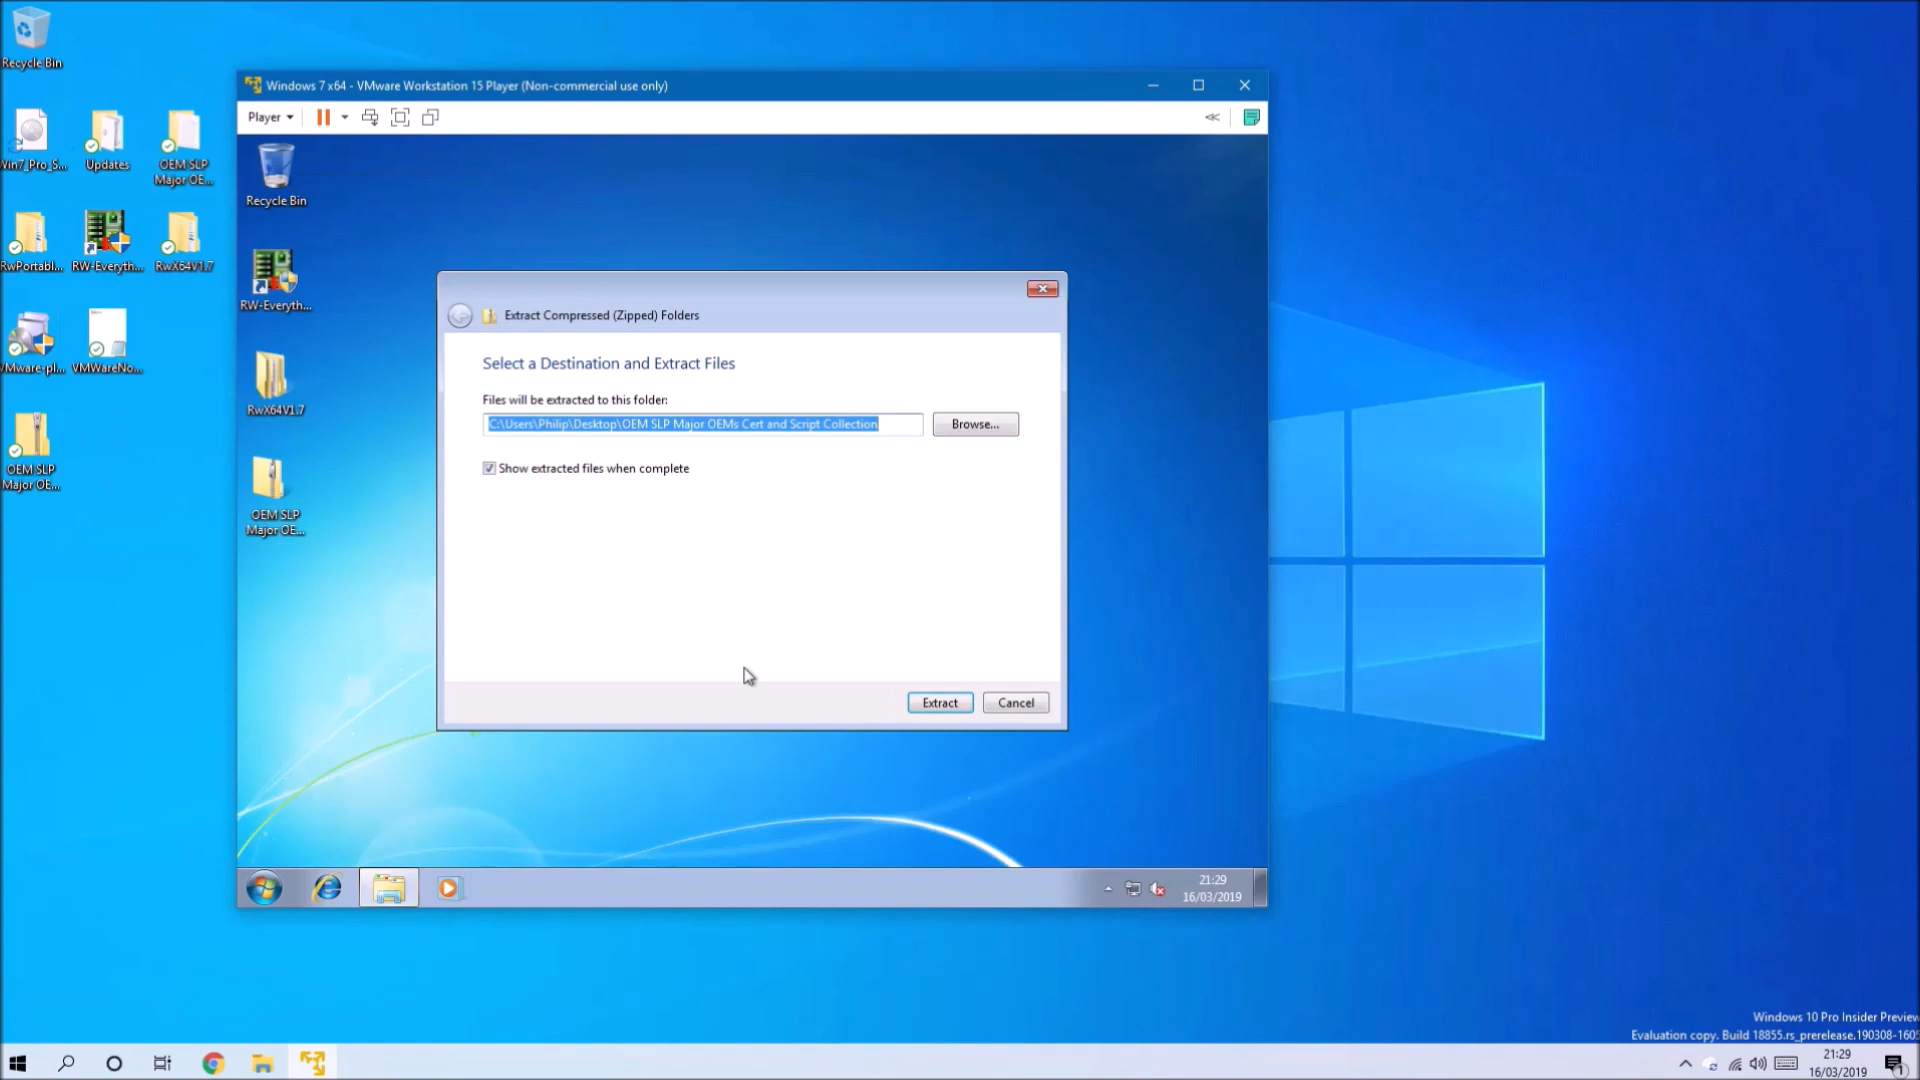 Recycle Bin
Windows 7 x64 - VMware Workstation 15 Player (Non-commercial use only)
Player
Win7_Pro_S...
Updates
OEM SLP
Major OE...
Recycle Bin
RwPortabl...
RW-Everyth...
RwX64V1.7
RW-Everyth...
Extract Compressed (Zipped) Folders
Select a Destination and Extract Files
VMware-pl...
VMWareNo...
Files will be extracted to this folder:
C:\Users\Philip\Desktop\OEM SLP Major OEMs Cert and Script Collection
Browse...
RwX64V1.7
Show extracted files when complete
OEM SLP
Major OE...
OEM SLP
Major OE...
Extract
Cancel
21:29
16/03/2019
Windows 10 Pro Insider Preview
Evaluation copy. Build 18855.rs_prerelease.190308-1605
21:29
16/03/2019
1